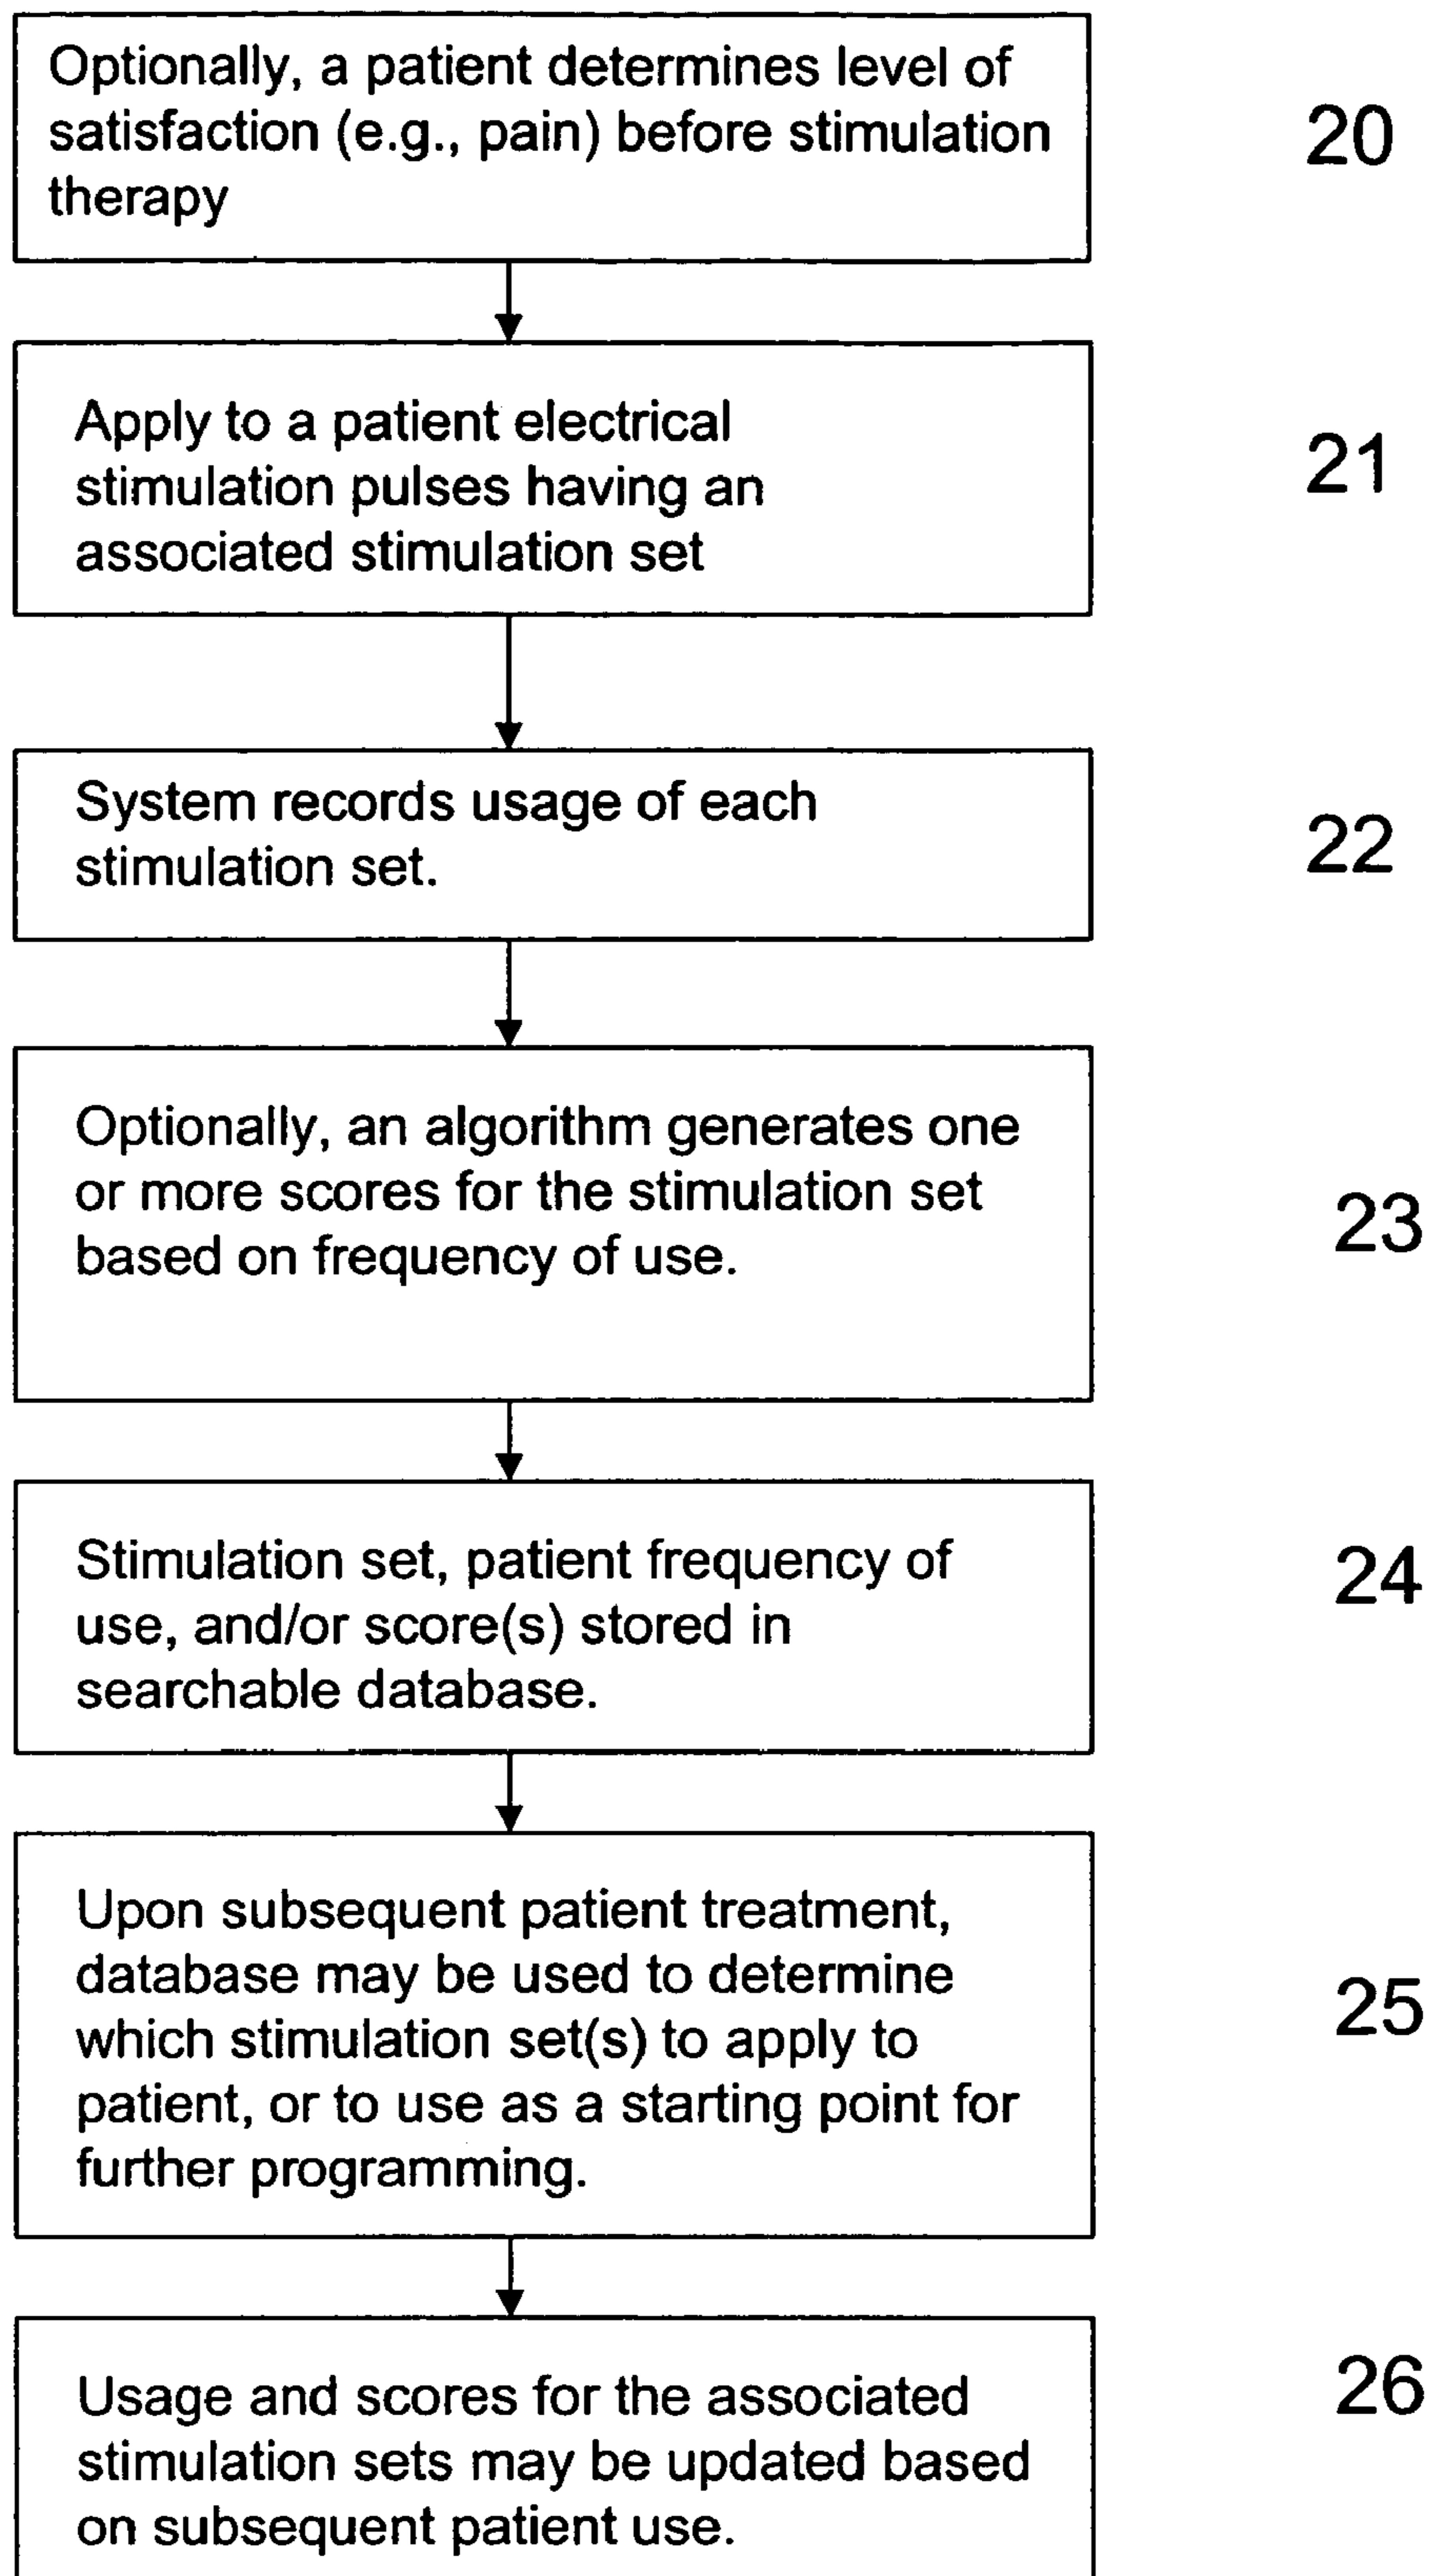 Optionally, a patient determines level of
satisfaction (e.g., pain) before stimulation
therapy
20
Apply to a patient electrical
stimulation pulses having an
associated stimulation set
21
System records usage of each
stimulation set.
22
Optionally, an algorithm generates one
or more scores for the stimulation set
based on frequency of use.
23
Stimulation set, patient frequency of
use, and/or score(s) stored in
searchable database.
24
Upon subsequent patient treatment,
database may be used to determine
which stimulation set(s) to apply to
patient, or to use as a starting point for
further programming.
25
Usage and scores for the associated
stimulation sets may be updated based
on subsequent patient use.
26